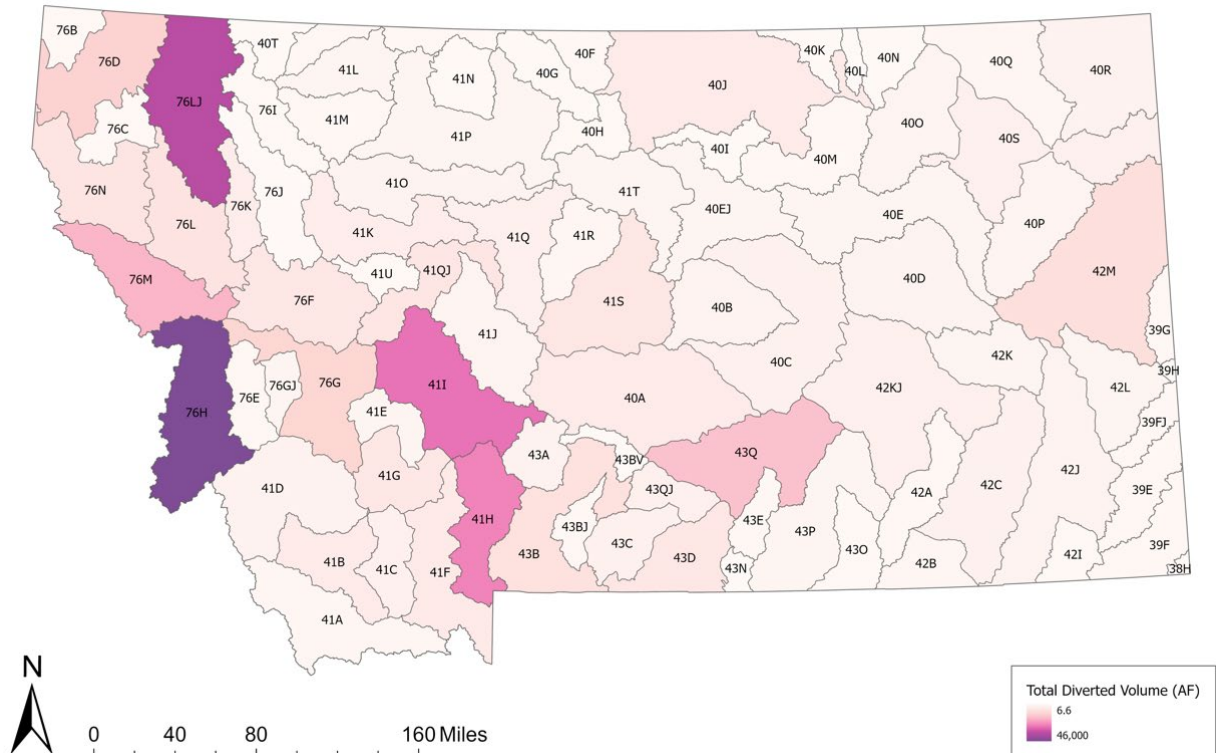 76B
76D
76LJ
40T
41L
41N
40G
40F
40J
40K
40L
40N
40Q
40R
76C
76I
41M
41P
40H
40I
40M
40O
40S
76N
76K
76J
41O
41T
40EJ
40E
40P
76L
41K
41Q
41R
76M
41U
41QJ
76F
41S
40B
40D
42M
41J
39G
40C
42K
39H
76H
76E
76GJ
76G
41I
41E
40A
42KJ
42L
39FJ
43A
43BV
43Q
41D
41G
43QJ
42J
41H
43BJ
43E
42A
42C
39E
43C
43P
43B
43D
43O
41B
41C
41F
43N
42B
42I
39F
38H
41A
N
0 40 80 160 Miles
Total Diverted Volume (AF)
6.6
46,000